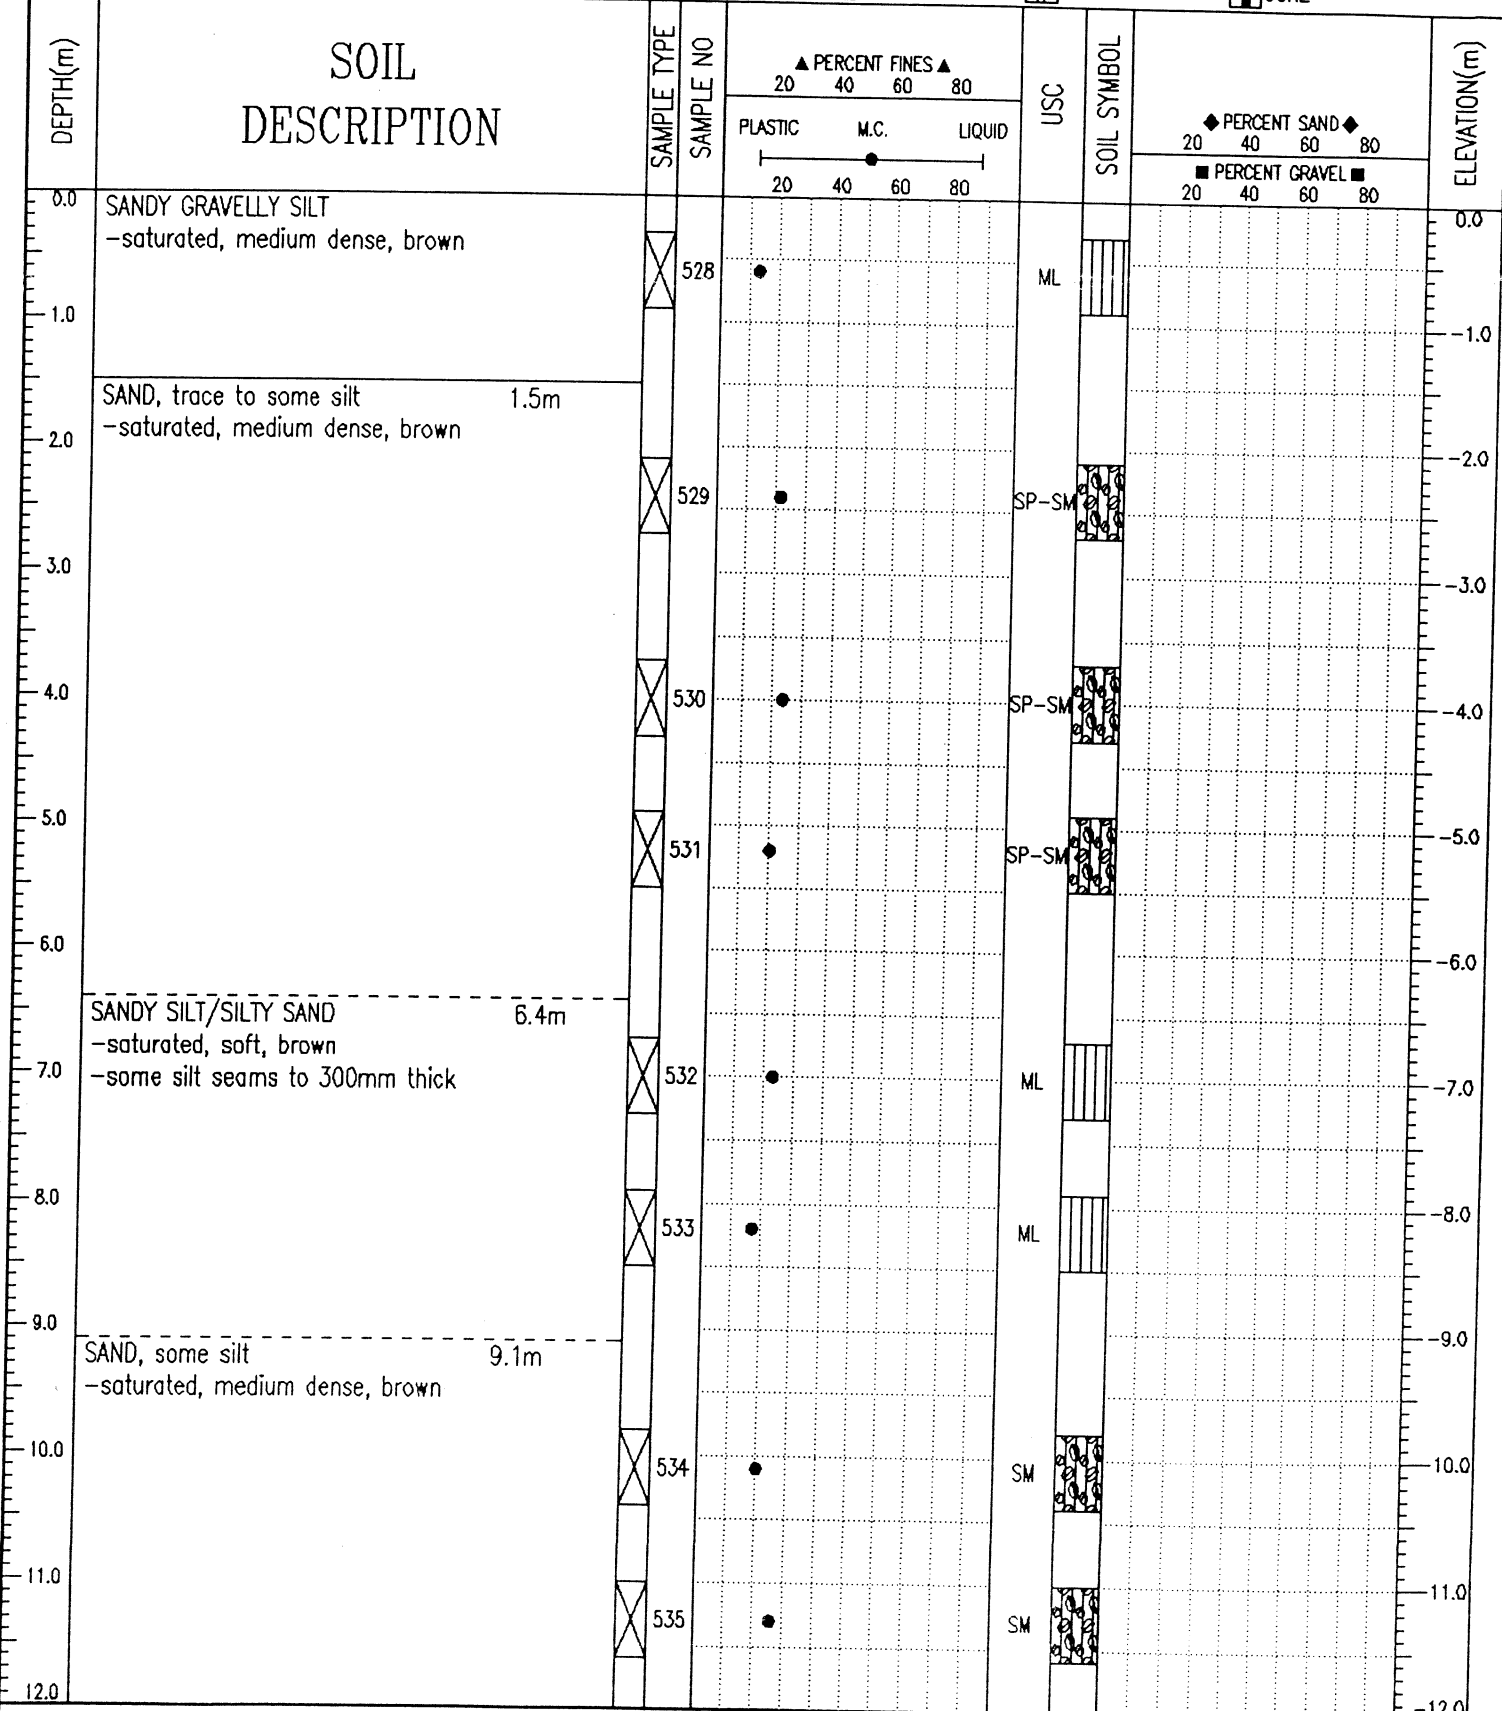 DEPTH(m)
SOIL
DESCRIPTION
SAMPLE TYPE
SAMPLE NO
▲ PERCENT FINES ▲
20 40 60 80
PLASTIC M.C. LIQUID
20 40 60 80
USC
SOIL SYMBOL
◆ PERCENT SAND ◆
20 40 60 80
■ PERCENT GRAVEL ■
20 40 60 80
ELEVATION(m)
0.0
SANDY GRAVELLY SILT
-saturated, medium dense, brown
528
ML
0.0
1.0
-1.0
SAND, trace to some silt 1.5m
-saturated, medium dense, brown
2.0
-2.0
529
SP-SM
3.0
-3.0
4.0
530
SP-SM
-4.0
5.0
531
SP-SM
-5.0
6.0
-6.0
SANDY SILT/SILTY SAND 6.4m
-saturated, soft, brown
-some silt seams to 300mm thick
7.0
532
ML
-7.0
8.0
533
ML
-8.0
9.0
-9.0
SAND, some silt 9.1m
-saturated, medium dense, brown
10.0
534
SM
-10.0
11.0
-11.0
535
SM
12.0
-12.0